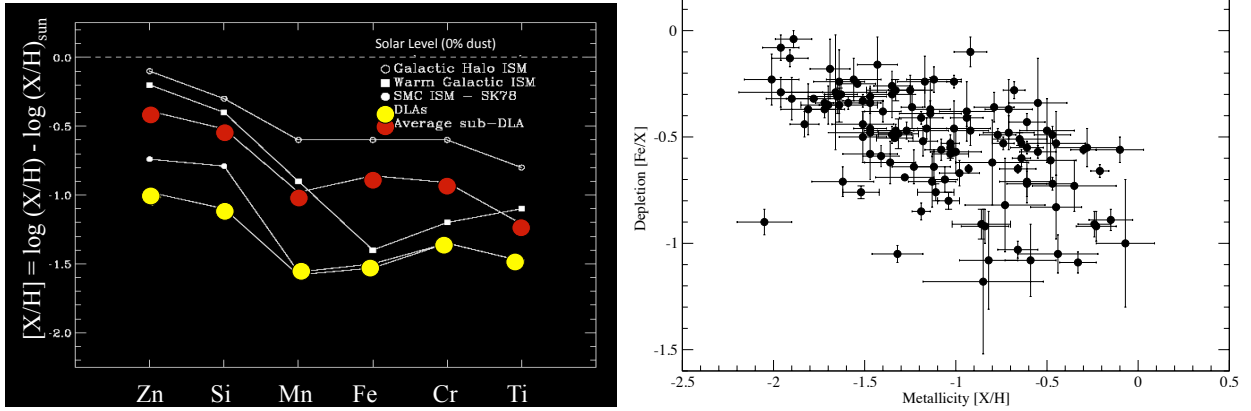 [X/H] = log (X/H) - log (X/H)sun
0.0
-0.5
-1.0
-1.5
-2.0
Solar Level (0% dust)
Galactic Halo ISM
Warm Galactic ISM
SMC ISM – SK78
DLAs
Average sub-DLA
Zn Si Mn Fe Cr Ti
Depletion [Fe/X]
0
-0.5
-1
-1.5
-2.5 -2 -1.5 -1 -0.5 0 0.5
Metallicity [X/H]